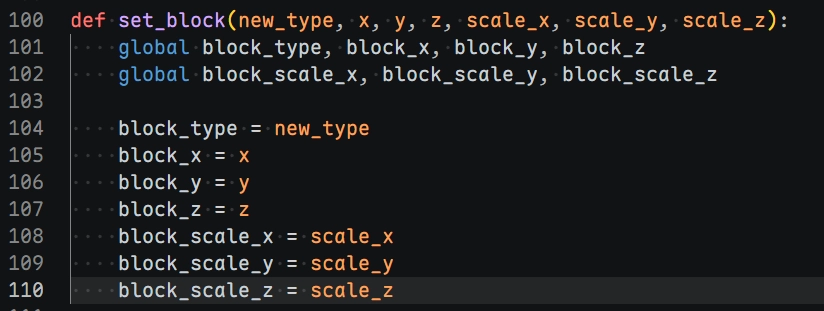 100 def set_block(new_type, x, y, z, scale_x, scale_y, scale_z):
101     global block_type, block_x, block_y, block_z
102     global block_scale_x, block_scale_y, block_scale_z
103
104     block_type = new_type
105     block_x = x
106     block_y = y
107     block_z = z
108     block_scale_x = scale_x
109     block_scale_y = scale_y
110     block_scale_z = scale_z